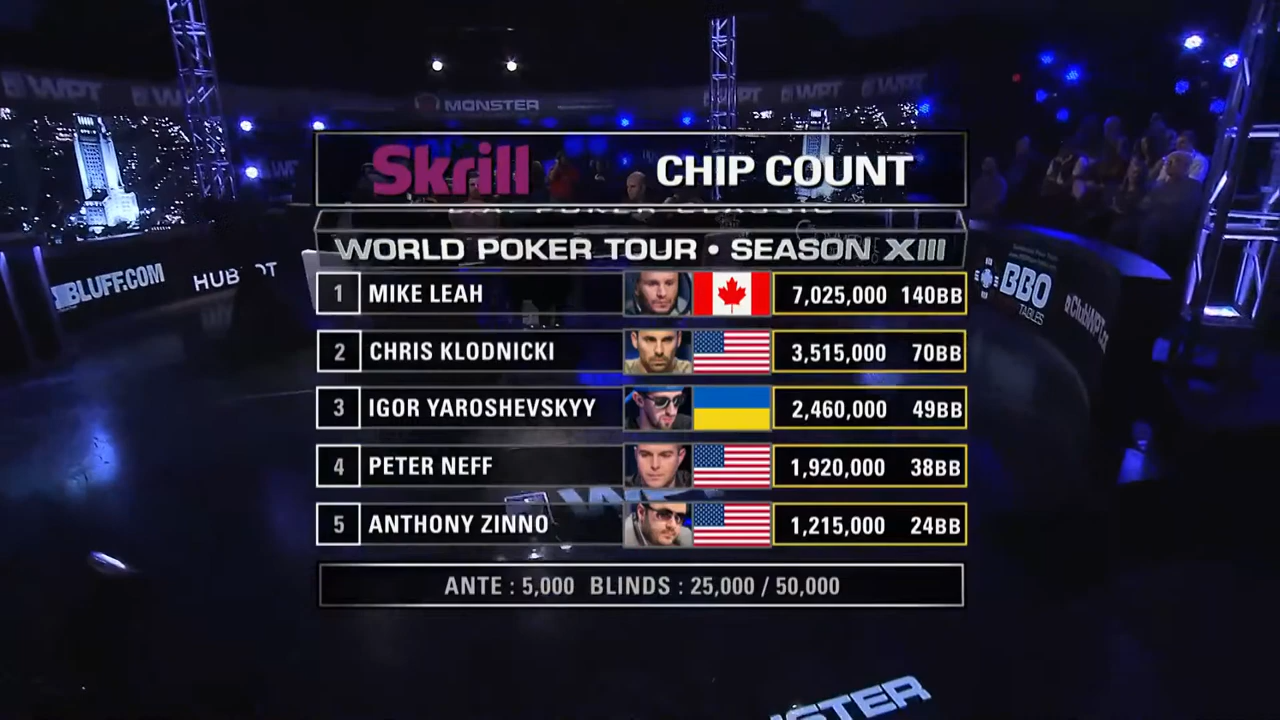 WPT
WPT
WPT
MONSTER
Skrill
CHIP COUNT
WORLD POKER TOUR • SEASON XIII
1 MIKE LEAH 7,025,000 140BB
2 CHRIS KLODNICKI 3,515,000 70BB
3 IGOR YAROSHEVSKYY 2,460,000 49BB
4 PETER NEFF 1,920,000 38BB
5 ANTHONY ZINNO 1,215,000 24BB
ANTE : 5,000 BLINDS : 25,000 / 50,000
BLUFF.COM
BBO
TABLES
ClubWPT